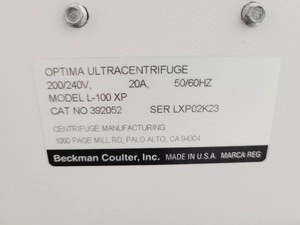 OPTIMA ULTRACENTRIFUGE
200/240V, 20A, 50/60HZ
MODEL L-100 XP
CAT NO 392052 SER LXP02K23
CENTRIFUGE MANUFACTURING
1050 PAGE MILL RD, PALO ALTO, CA 94304
Beckman Coulter, Inc. MADE IN U.S.A. MARCA REG